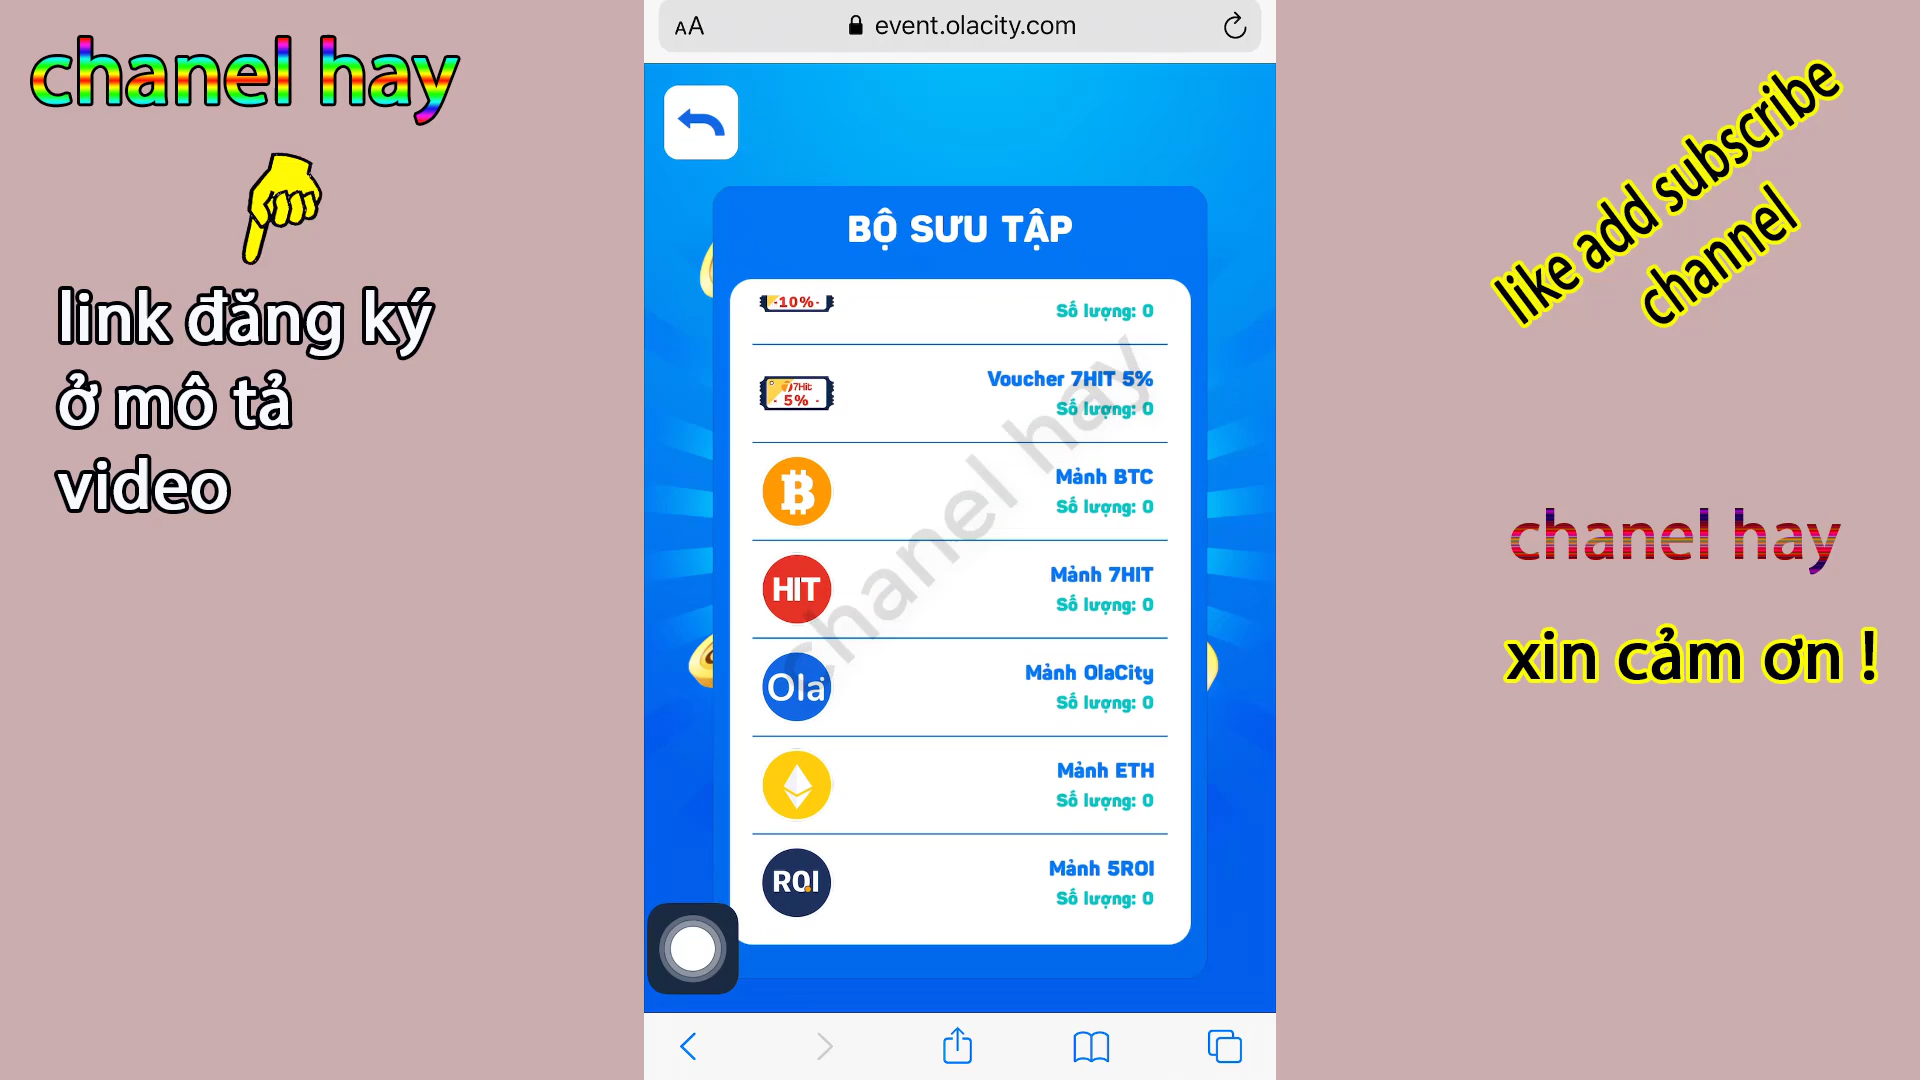 chanel hay
link đăng ký
ở mô tả
video
AA
event.olacity.com
BỘ SƯU TẬP
-10%-
Số lượng: 0
7Hit
- 5% -
Voucher 7HIT 5%
Số lượng: 0
Mảnh BTC
Số lượng: 0
HIT
Mảnh 7HIT
Số lượng: 0
Ola
Mảnh OlaCity
Số lượng: 0
Mảnh ETH
Số lượng: 0
ROI
Mảnh 5ROI
Số lượng: 0
chanel hay
like add subscribe
channel
chanel hay
xin cảm ơn !